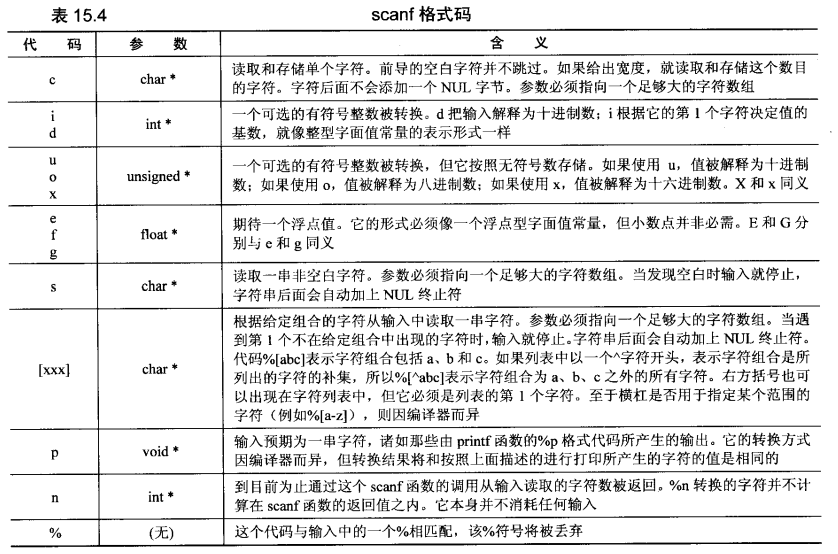 表 15.4 scanf 格式码
代 码 参 数 含 义
c char * 读取和存储单个字符。前导的空白字符并不跳过。如果给出宽度，就读取和存储这个数目
的字符。字符后面不会添加一个 NUL 字节。参数必须指向一个足够大的字符数组
i
d
int *
一个可选的有符号整数被转换。d 把输入解释为十进制数；i 根据它的第 1 个字符决定值的
基数，就像整型字面值常量的表示形式一样
u
o
x
unsigned *
一个可选的有符号整数被转换，但它按照无符号数存储。如果使用 u，值被解释为十进制
数；如果使用 o，值被解释为八进制数；如果使用 x，值被解释为十六进制数。X 和 x 同义
e
f
g
float *
期待一个浮点值。它的形式必须像一个浮点型字面值常量，但小数点并非必需。E 和 G 分
别与 e 和 g 同义
s char * 读取一串非空白字符。参数必须指向一个足够大的字符数组。当发现空白时输入就停止，
字符串后面会自动加上 NUL 终止符
[xxx] char *
根据给定组合的字符从输入中读取一串字符。参数必须指向一个足够大的字符数组。当遇
到第 1 个不在给定组合中出现的字符时，输入就停止。字符串后面会自动加上 NUL 终止符。
代码%[abc]表示字符组合包括 a、b 和 c。如果列表中以一个^字符开头，表示字符组合是所
列出的字符的补集，所以%[^abc]表示字符组合为 a、b、c 之外的所有字符。右方括号也可
以出现在字符列表中，但它必须是列表的第 1 个字符。至于横杠是否用于指定某个范围的
字符（例如%[a-z]），则因编译器而异
p void * 输入预期为一串字符，诸如那些由 printf 函数的%p 格式代码所产生的输出。它的转换方式
因编译器而异，但转换结果将和按照上面描述的进行打印所产生的字符的值是相同的
n int * 到目前为止通过这个 scanf 函数的调用从输入读取的字符数被返回。%n 转换的字符并不计
算在 scanf 函数的返回值之内。它本身并不消耗任何输入
% (无) 这个代码与输入中的一个%相匹配，该%符号将被丢弃